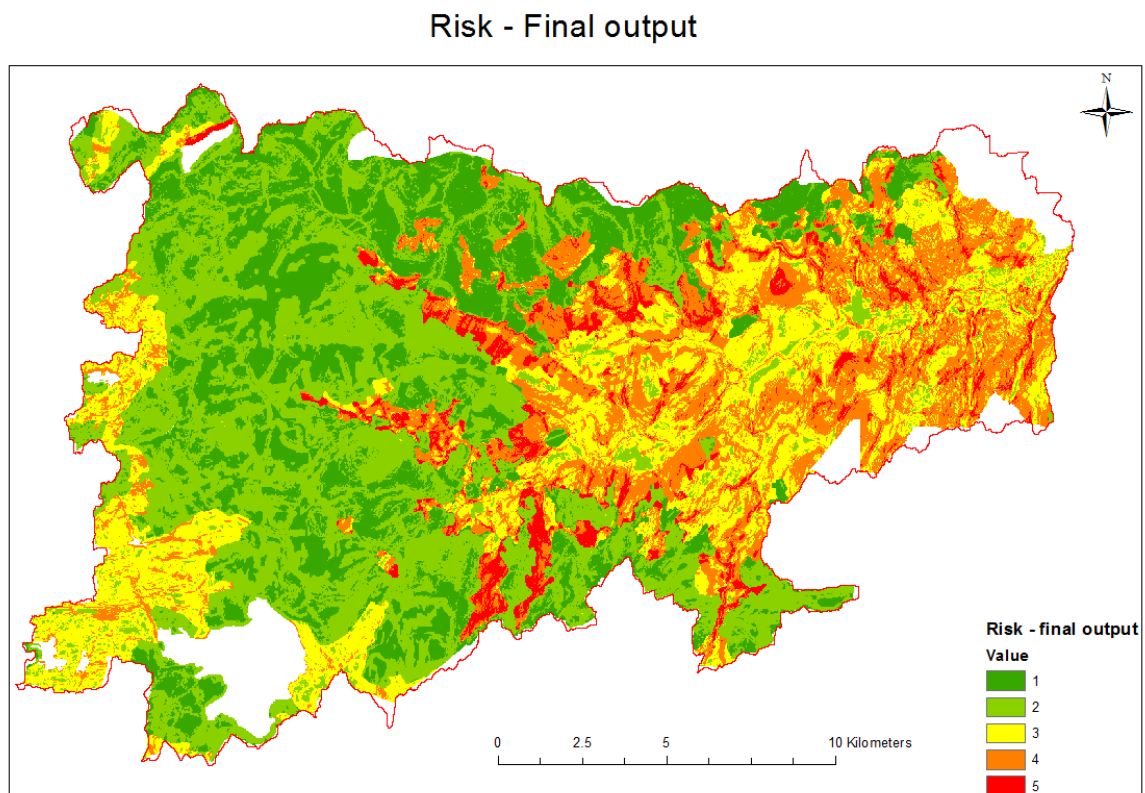 Risk - Final output
N
Risk - final output
Value
1
2
3
4
5
0 2.5 5 10 Kilometers